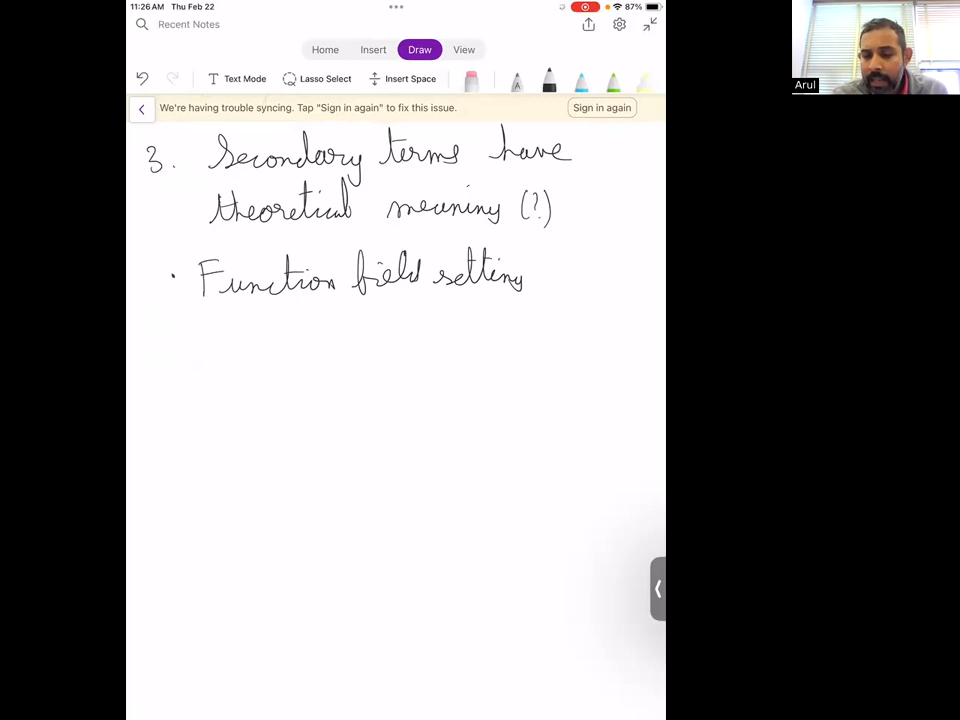 11:26AM Thu Feb 22
87%
Recent Notes
Home Insert Draw View
Text Mode Lasso Select Insert Space
We're having trouble syncing. Tap "Sign in again" to fix this issue. Sign in again
Arul
3. Secondary terms have
theoretical meaning (?)
· Function field setting